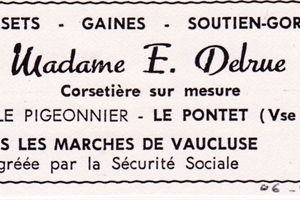 SETS - GAINES - SOUTIEN-GOR
Madame E. Delrue
Corsetière sur mesure
LE PIGEONNIER - LE PONTET (Vse
S LES MARCHES DE VAUCLUSE
gréée par la Sécurité Sociale